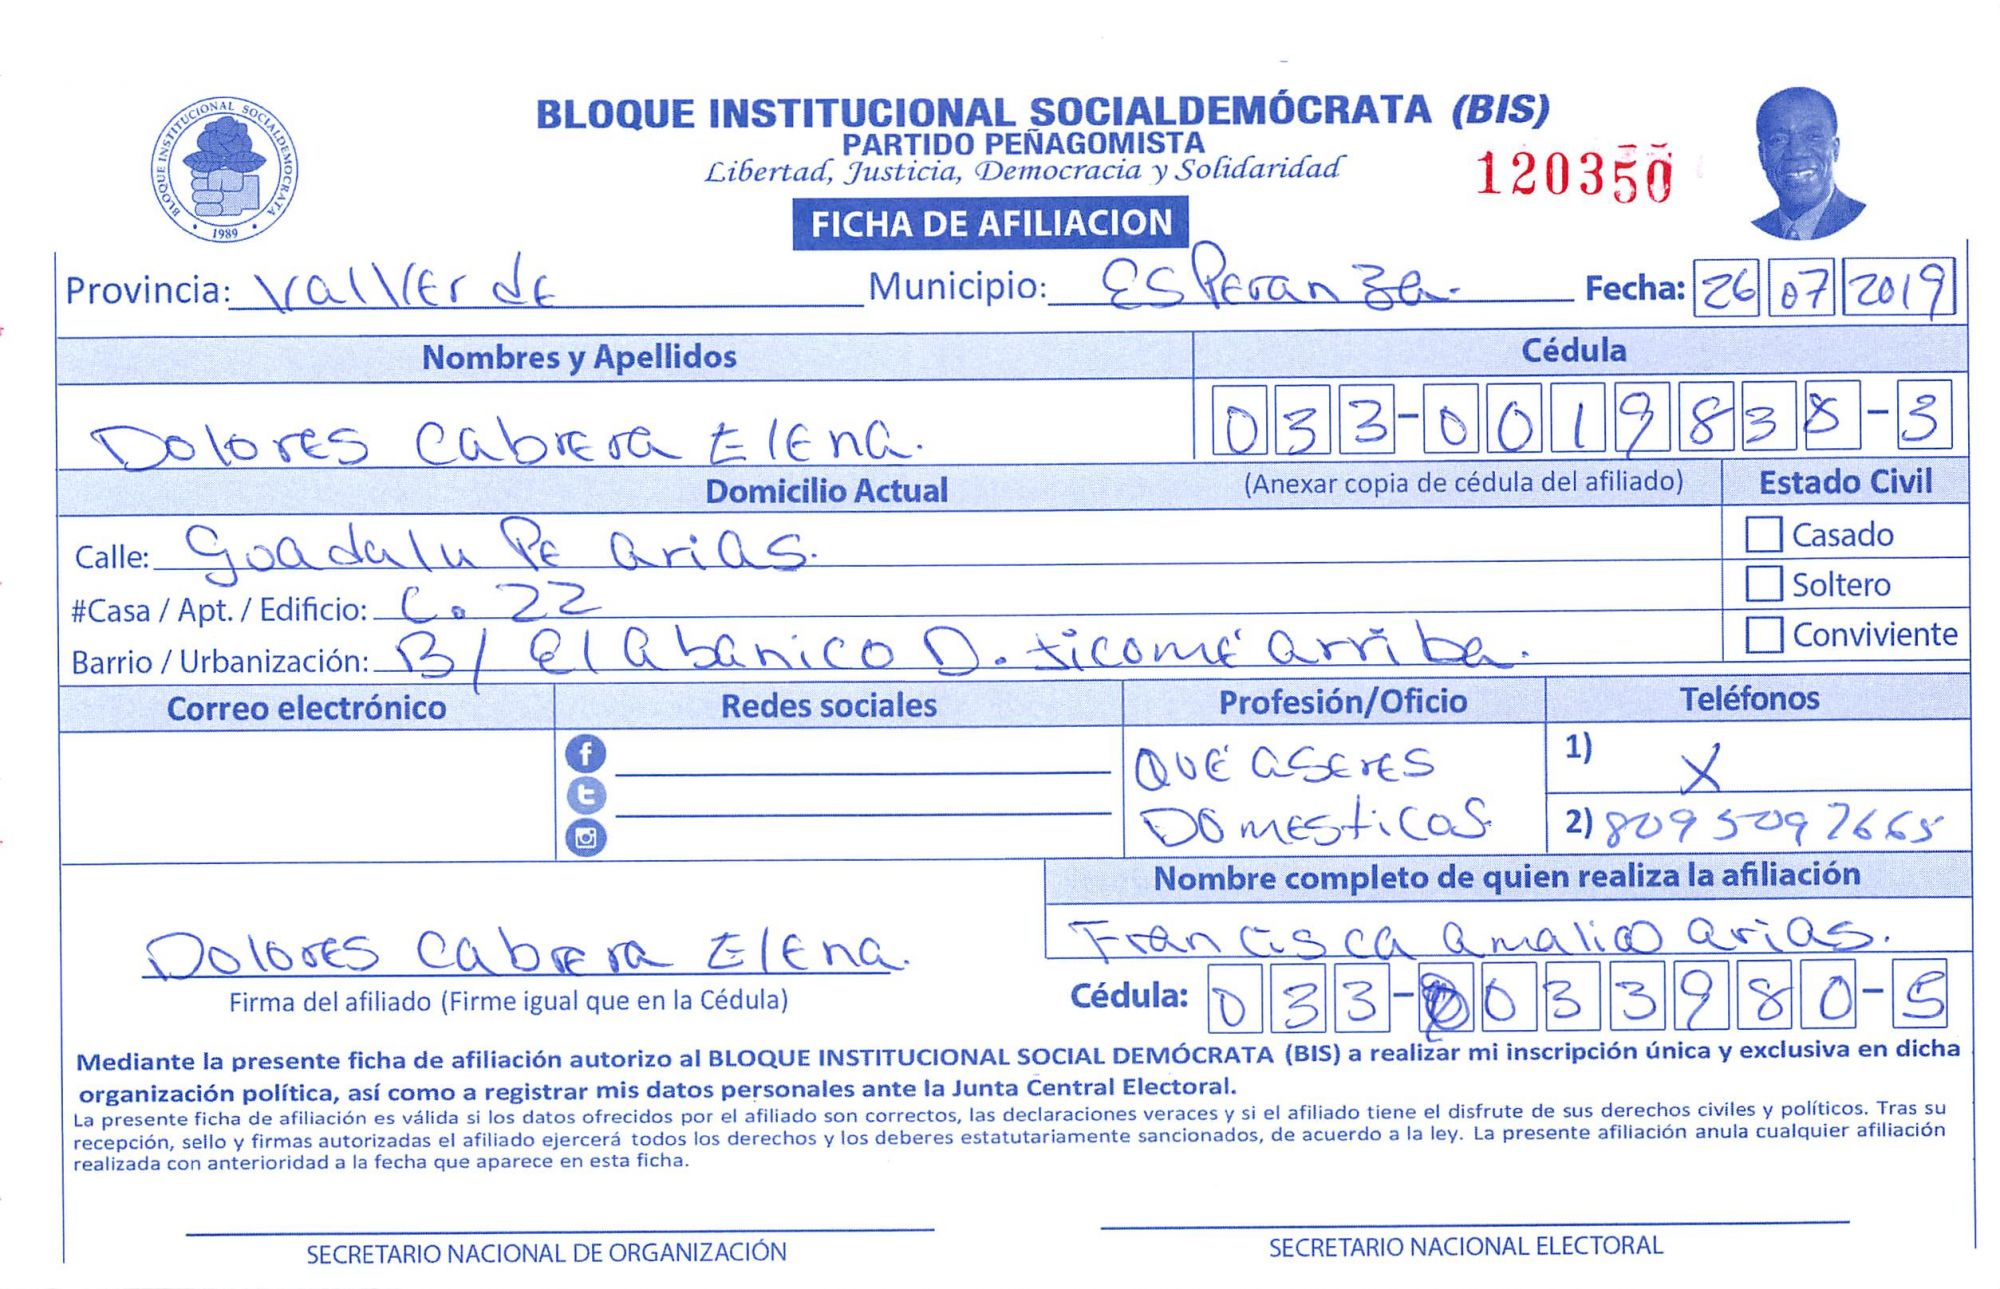 BLOQUE INSTITUCIONAL SOCIALDEMÓCRATA (BIS)
PARTIDO PEÑAGOMISTA
Libertad, Justicia, Democracia y Solidaridad
120350
BLOQUE INSTITUCIONAL SOCIALDEMOCRATA
1989
FICHA DE AFILIACION
Provincia: Vallverde Municipio: Esperanza. Fecha: 26 07 2019
Nombres y Apellidos Cédula
Dolores Cabrera Elena. 033-0019838-3
Domicilio Actual (Anexar copia de cédula del afiliado) Estado Civil
Calle: Guadalupe arias. Casado
#Casa / Apt. / Edificio: C. 22 Soltero
Barrio / Urbanización: B/ El abanico D. ticomé arriba. Conviviente
Correo electrónico Redes sociales Profesión/Oficio Teléfonos
QUE aseres 1) X
Domesticos 2) 8095097665
Nombre completo de quien realiza la afiliación
Francisca amalico arias.
Dolores Cabrera Elena.
Firma del afiliado (Firme igual que en la Cédula) Cédula: 033-0033980-5
Mediante la presente ficha de afiliación autorizo al BLOQUE INSTITUCIONAL SOCIAL DEMÓCRATA (BIS) a realizar mi inscripción única y exclusiva en dicha
organización política, así como a registrar mis datos personales ante la Junta Central Electoral.
La presente ficha de afiliación es válida si los datos ofrecidos por el afiliado son correctos, las declaraciones veraces y si el afiliado tiene el disfrute de sus derechos civiles y políticos. Tras su
recepción, sello y firmas autorizadas el afiliado ejercerá todos los derechos y los deberes estatutariamente sancionados, de acuerdo a la ley. La presente afiliación anula cualquier afiliación
realizada con anterioridad a la fecha que aparece en esta ficha.
SECRETARIO NACIONAL DE ORGANIZACIÓN SECRETARIO NACIONAL ELECTORAL